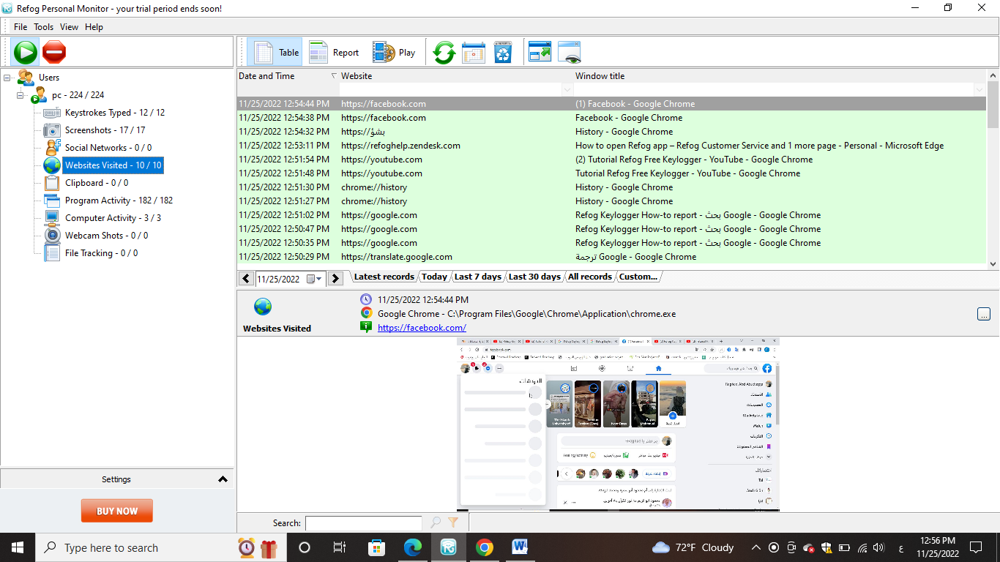 Refog Personal Monitor - your trial period ends soon!
File Tools View Help
Table Report Play
Users
pc - 224 / 224
Keystrokes Typed - 12 / 12
Screenshots - 17 / 17
Social Networks - 0 / 0
Websites Visited - 10 / 10
Clipboard - 0 / 0
Program Activity - 182 / 182
Computer Activity - 3 / 3
Webcam Shots - 0 / 0
File Tracking - 0 / 0
Settings
BUY NOW
Date and Time Website Window title
11/25/2022 12:54:44 PM https://facebook.com (1) Facebook - Google Chrome
11/25/2022 12:54:38 PM https://facebook.com Facebook - Google Chrome
11/25/2022 12:54:32 PM https://بشؤ History - Google Chrome
11/25/2022 12:53:11 PM https://refoghelp.zendesk.com How to open Refog app – Refog Customer Service and 1 more page - Personal - Microsoft Edge
11/25/2022 12:51:54 PM https://youtube.com (2) Tutorial Refog Free Keylogger - YouTube - Google Chrome
11/25/2022 12:51:48 PM https://youtube.com Tutorial Refog Free Keylogger - YouTube - Google Chrome
11/25/2022 12:51:30 PM chrome://history History - Google Chrome
11/25/2022 12:51:27 PM chrome://history History - Google Chrome
11/25/2022 12:51:02 PM https://google.com Refog Keylogger How-to report - بحث Google - Google Chrome
11/25/2022 12:50:47 PM https://google.com Refog Keylogger How-to report - بحث Google - Google Chrome
11/25/2022 12:50:35 PM https://google.com Refog Keylogger How-to report - بحث Google - Google Chrome
11/25/2022 12:50:29 PM https://translate.google.com ترجمة Google - Google Chrome
11/25/2022 Latest records Today Last 7 days Last 30 days All records Custom...
Websites Visited
11/25/2022 12:54:44 PM
Google Chrome - C:\Program Files\Google\Chrome\Application\chrome.exe
...
https://facebook.com/
facebook.com
الدردشات
Marketplace
Watch
Feeling/activity
Search:
Type here to search
72°F Cloudy
ع
12:56 PM
11/25/2022